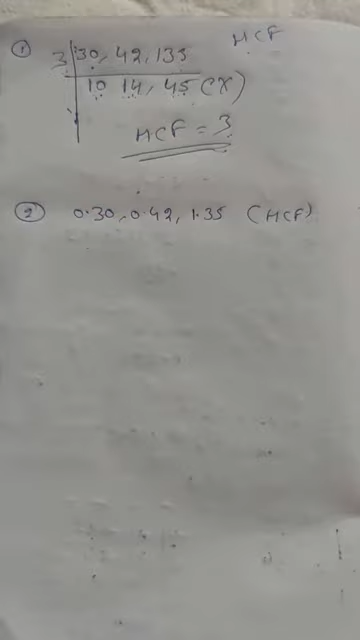 HCF
① 3 | 30, 42, 135
10 14, 45 (X)
HCF = 3
② 0.30, 0.42, 1.35 (HCF)